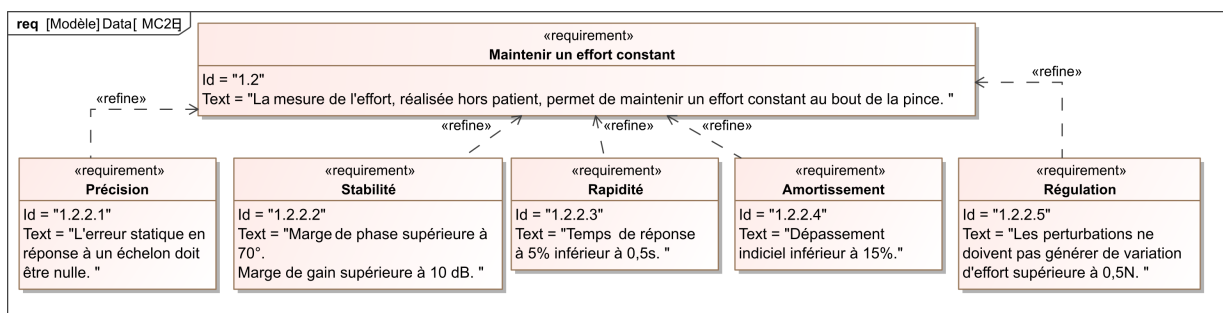 req [Modèle] Data[ MC2E]
«requirement»
Maintenir un effort constant
Id = "1.2"
Text = "La mesure de l'effort, réalisée hors patient, permet de maintenir un effort constant au bout de la pince. "
«refine»
«refine»
«refine»
«refine»
«refine»
«requirement»
Précision
Id = "1.2.2.1"
Text = "L'erreur statique en
réponse à un échelon doit
être nulle. "
«requirement»
Stabilité
Id = "1.2.2.2"
Text = "Marge de phase supérieure à
70°.
Marge de gain supérieure à 10 dB. "
«requirement»
Rapidité
Id = "1.2.2.3"
Text = "Temps de réponse
à 5% inférieur à 0,5s. "
«requirement»
Amortissement
Id = "1.2.2.4"
Text = "Dépassement
indiciel inférieur à 15%."
«requirement»
Régulation
Id = "1.2.2.5"
Text = "Les perturbations ne
doivent pas générer de variation
d'effort supérieure à 0,5N. "